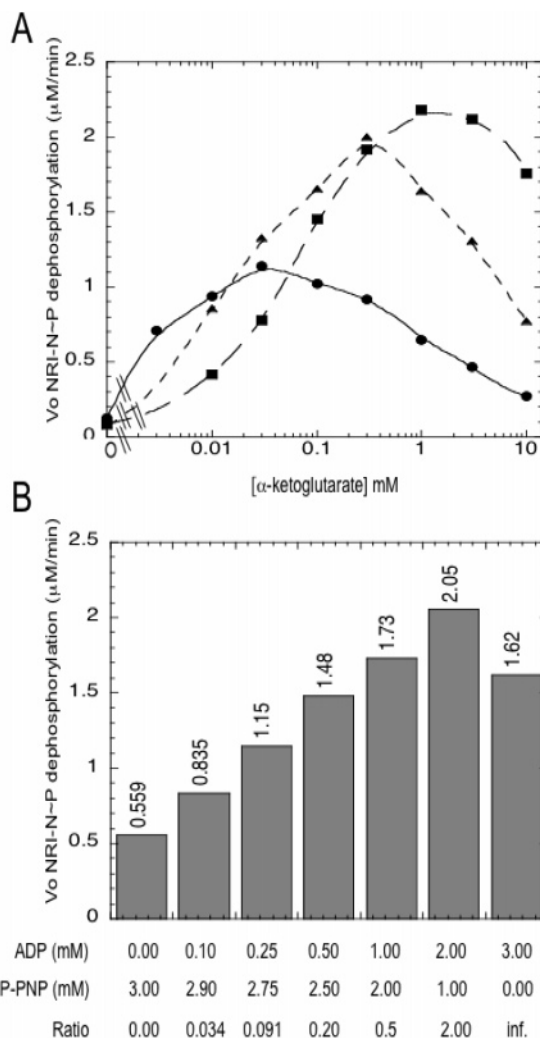 A
Vo NRI-N~P dephosphorylation (μM/min)
2.5
2
1.5
1
0.5
0
0 0.01 0.1 1 10
[α-ketoglutarate] mM
B
Vo NRI-N~P dephosphorylation (μM/min)
2.5
2
1.5
1
0.5
0
0.559 0.835 1.15 1.48 1.73 2.05 1.62
ADP (mM) 0.00 0.10 0.25 0.50 1.00 2.00 3.00
P-PNP (mM) 3.00 2.90 2.75 2.50 2.00 1.00 0.00
Ratio 0.00 0.034 0.091 0.20 0.5 2.00 inf.